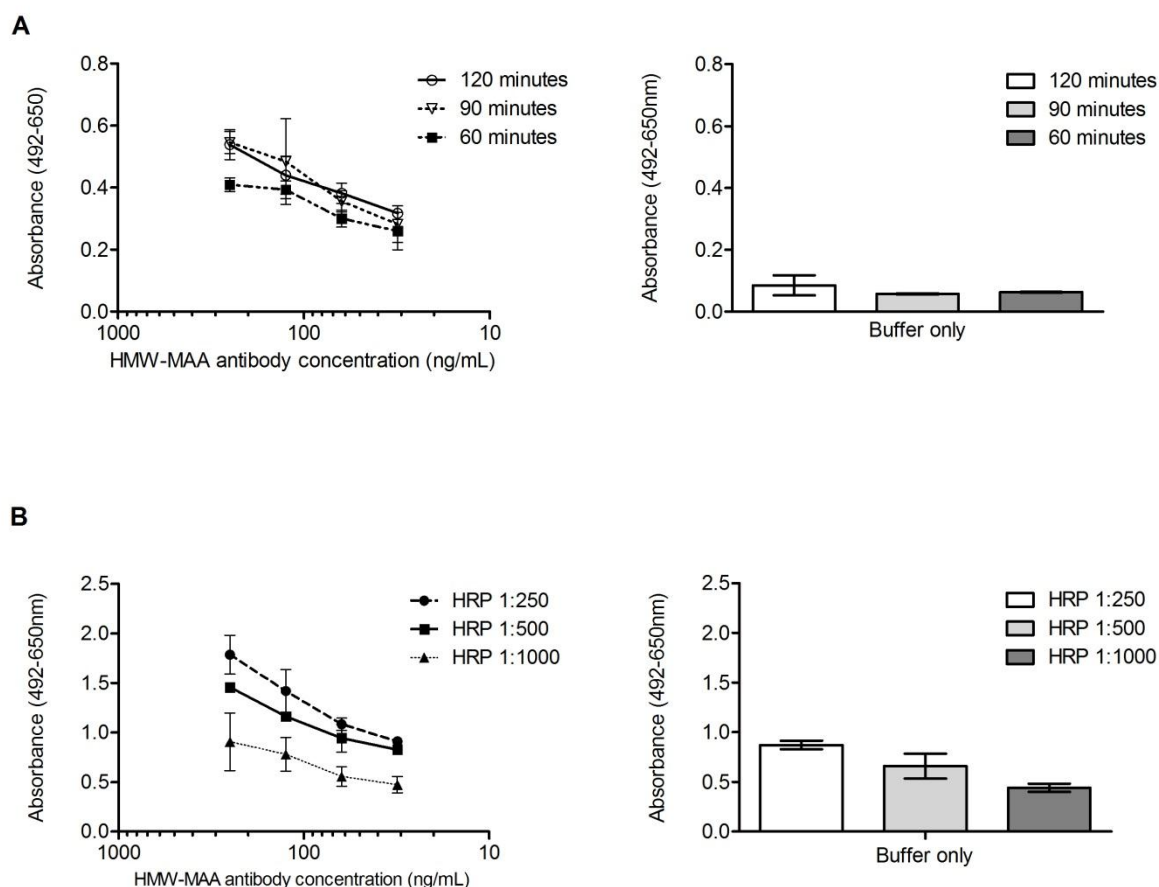 A
Absorbance (492-650)
0.8
0.6
0.4
0.2
0.0
1000
100
10
HMW-MAA antibody concentration (ng/mL)
120 minutes
90 minutes
60 minutes
Absorbance (492-650nm)
0.8
0.6
0.4
0.2
0.0
Buffer only
120 minutes
90 minutes
60 minutes
B
Absorbance (492-650nm)
2.5
2.0
1.5
1.0
0.5
0.0
1000
100
10
HMW-MAA antibody concentration (ng/mL)
HRP 1:250
HRP 1:500
HRP 1:1000
Absorbance (492-650nm)
2.5
2.0
1.5
1.0
0.5
0.0
Buffer only
HRP 1:250
HRP 1:500
HRP 1:1000